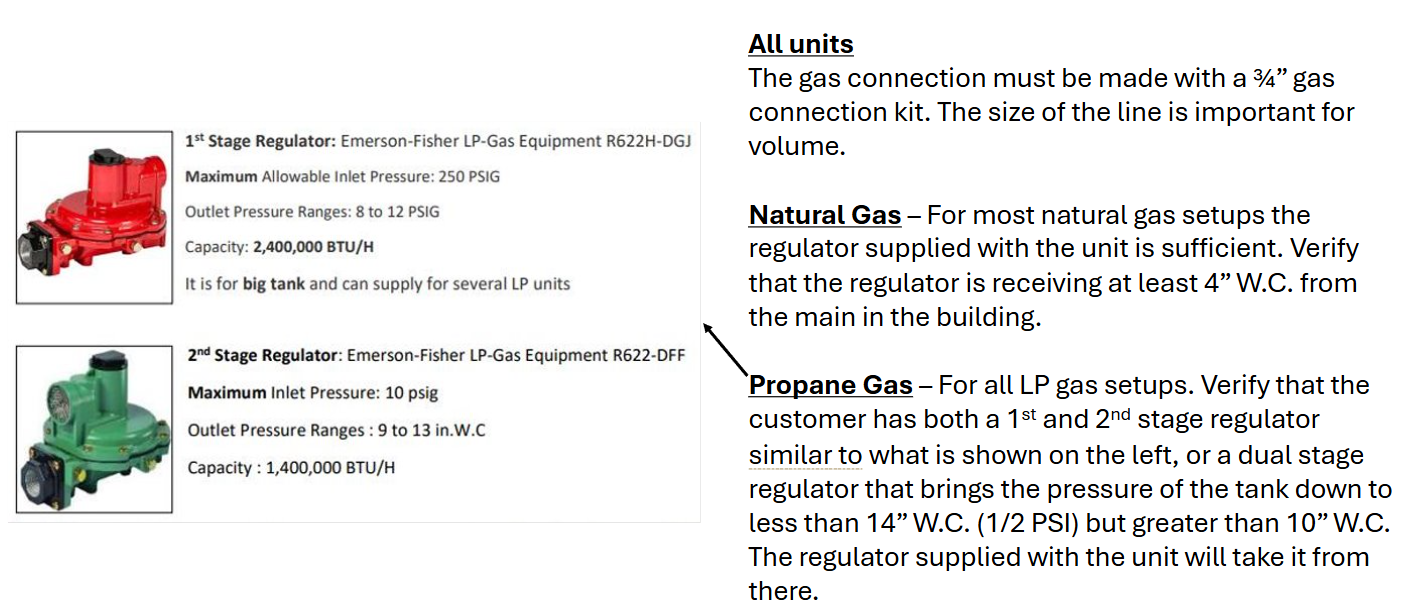 1st Stage Regulator: Emerson-Fisher LP-Gas Equipment R622H-DGJ
Maximum Allowable Inlet Pressure: 250 PSIG
Outlet Pressure Ranges: 8 to 12 PSIG
Capacity: 2,400,000 BTU/H
It is for big tank and can supply for several LP units
2nd Stage Regulator: Emerson-Fisher LP-Gas Equipment R622-DFF
Maximum Inlet Pressure: 10 psig
Outlet Pressure Ranges : 9 to 13 in.W.C
Capacity : 1,400,000 BTU/H
All units
The gas connection must be made with a ¾” gas
connection kit. The size of the line is important for
volume.
Natural Gas – For most natural gas setups the
regulator supplied with the unit is sufficient. Verify
that the regulator is receiving at least 4” W.C. from
the main in the building.
Propane Gas – For all LP gas setups. Verify that the
customer has both a 1st and 2nd stage regulator
similar to what is shown on the left, or a dual stage
regulator that brings the pressure of the tank down to
less than 14” W.C. (1/2 PSI) but greater than 10” W.C.
The regulator supplied with the unit will take it from
there.